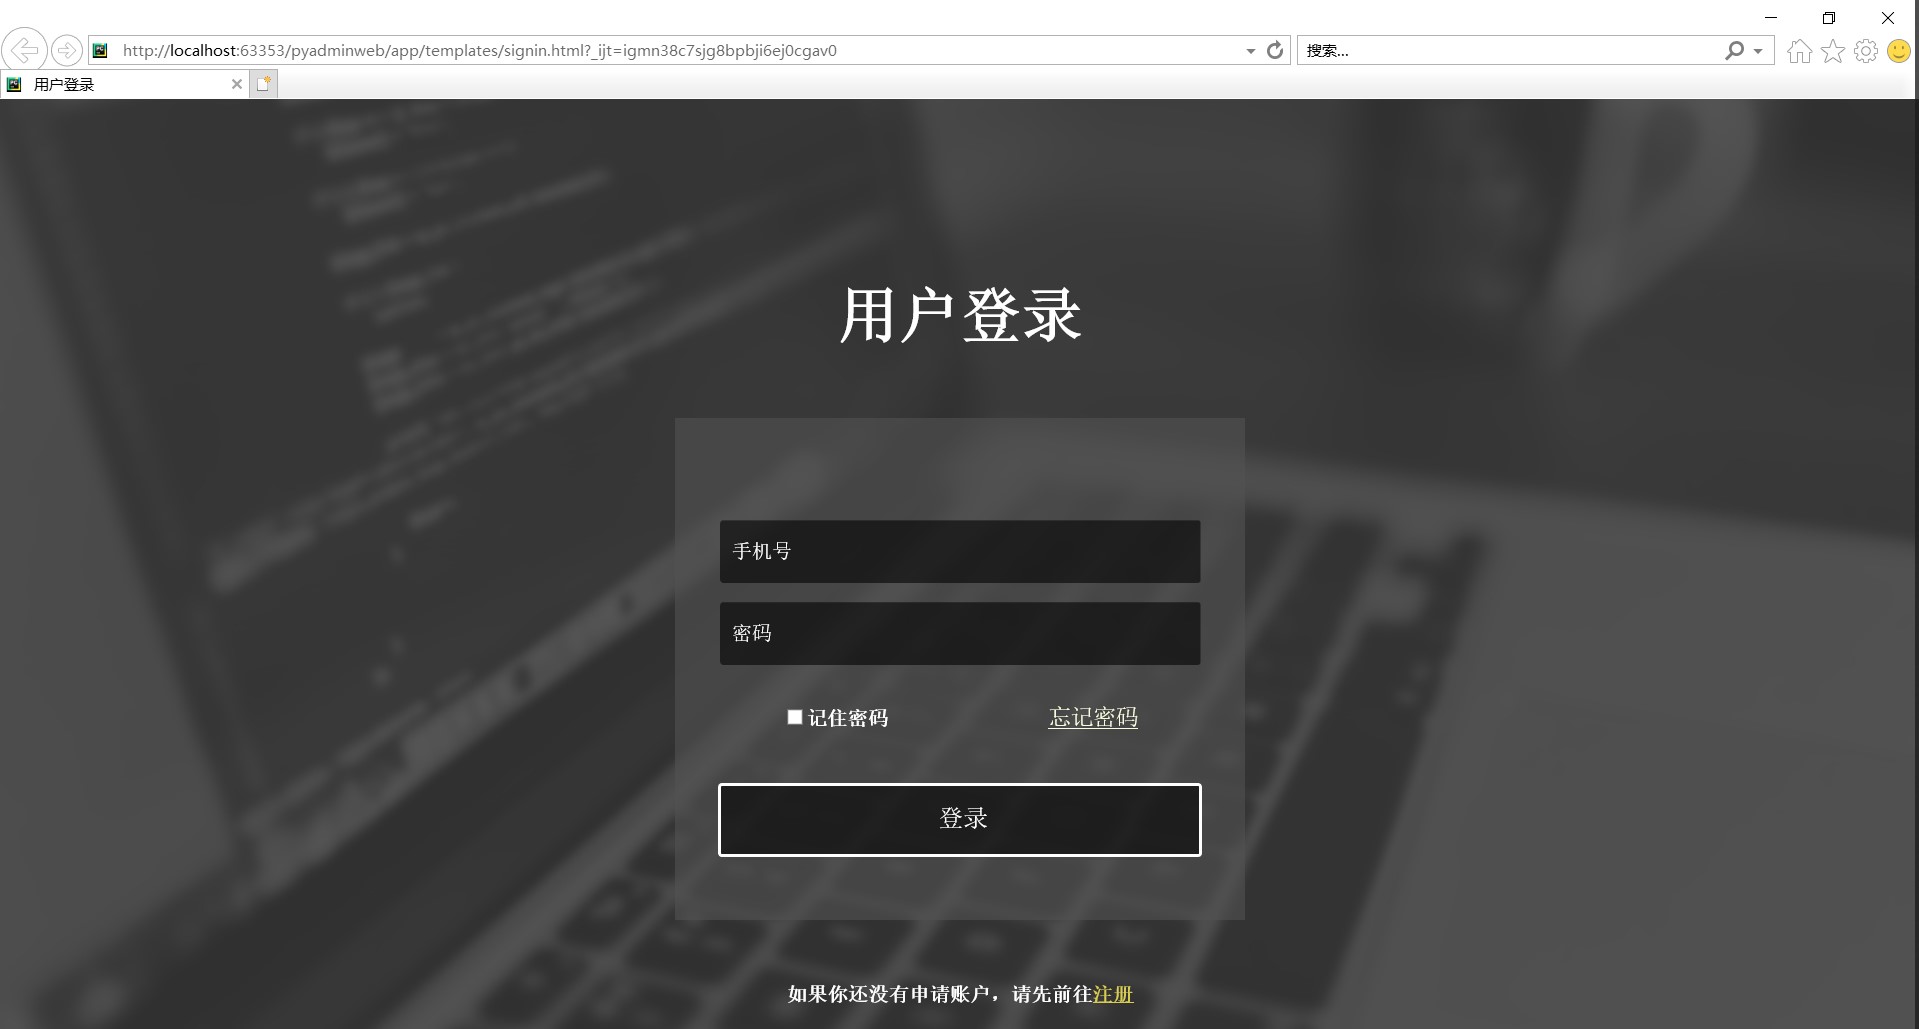 http://localhost:63353/pyadminweb/app/templates/signin.html?_ijt=igmn38c7sjg8bpbji6ej0cgav0
搜索...
用户登录
用户登录
手机号
密码
记住密码 忘记密码
登录
如果你还没有申请账户，请先前往注册